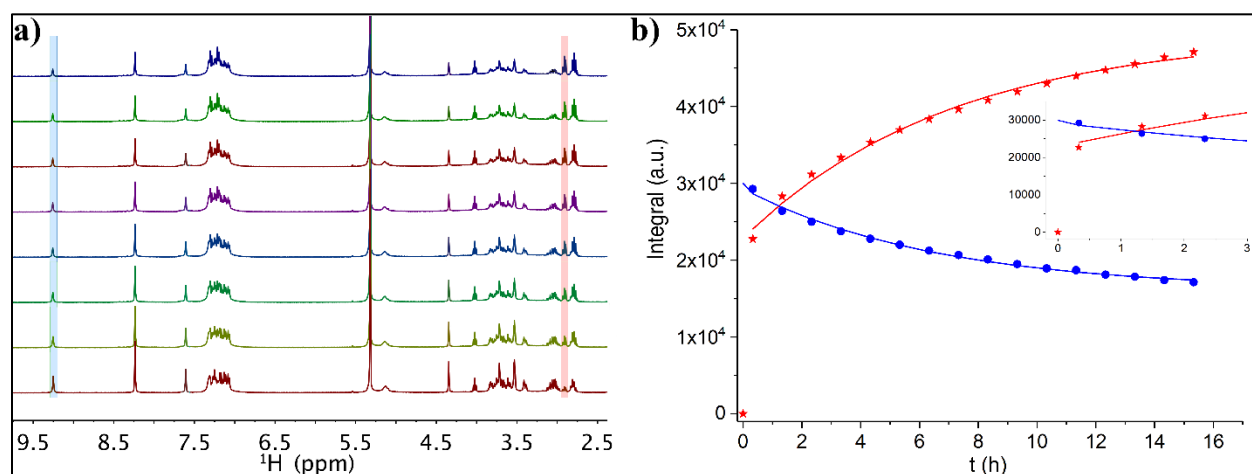 a)
9.5 8.5 7.5 6.5 5.5 4.5 3.5 2.5
¹H (ppm)
b)
5x10⁴
4x10⁴
3x10⁴
2x10⁴
1x10⁴
0
Integral (a.u.)
0 2 4 6 8 10 12 14 16
t (h)
30000
20000
10000
0
0 1 2 3